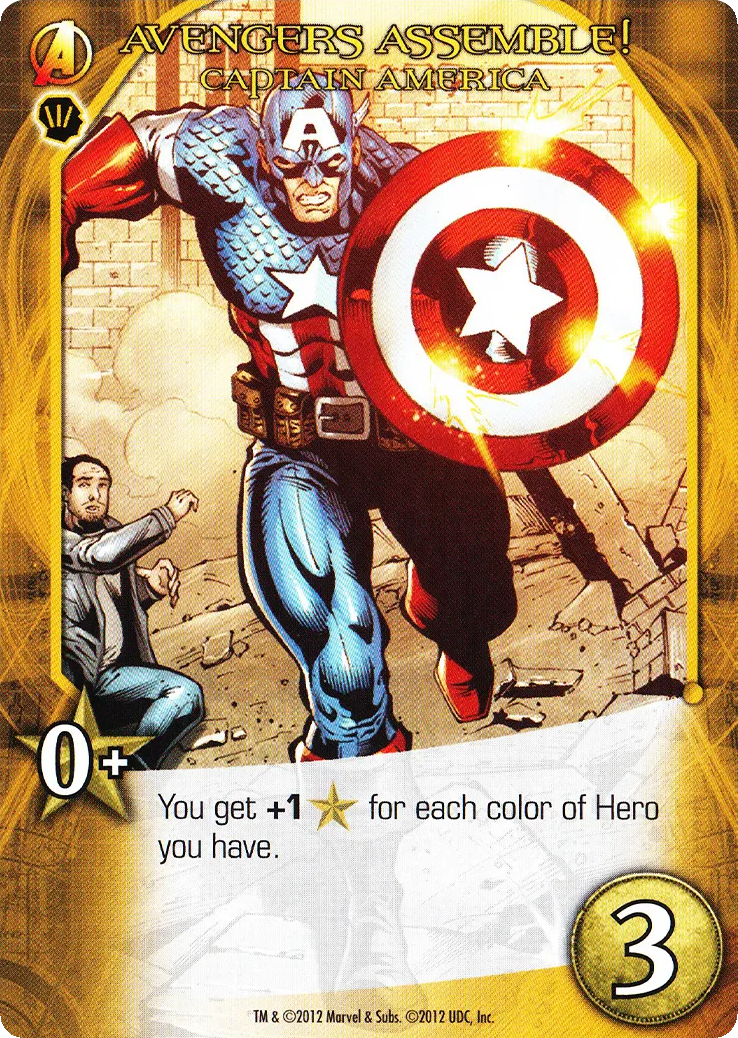 AVENGERS ASSEMBLE!
CAPTAIN AMERICA
0+
You get +1 for each color of Hero
you have.
3
TM & ©2012 Marvel & Subs. ©2012 UDC, Inc.